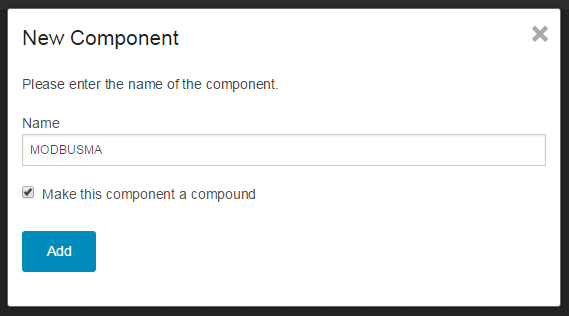 New Component
Please enter the name of the component.
Name
MODBUSMA
Make this component a compound
Add